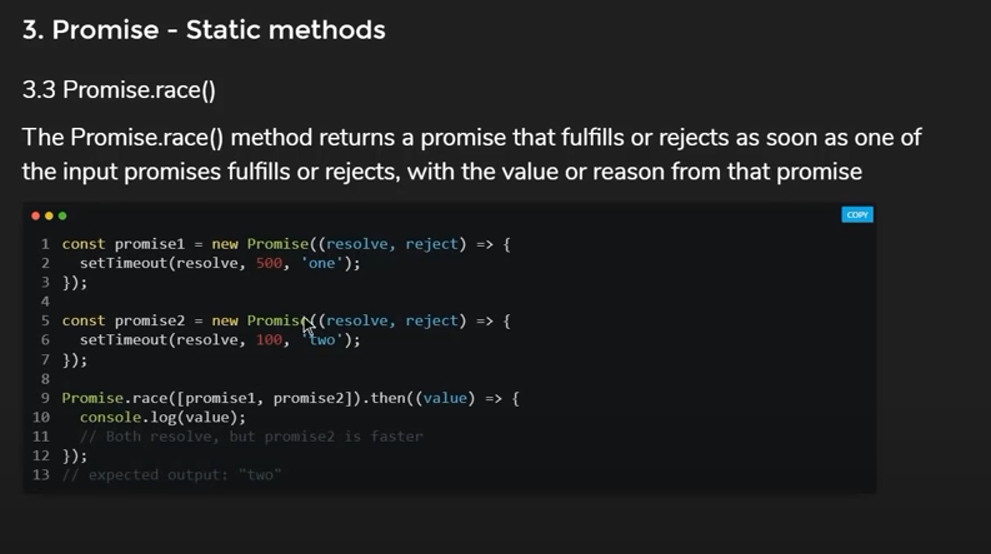 3. Promise - Static methods
3.3 Promise.race()
The Promise.race() method returns a promise that fulfills or rejects as soon as one of
the input promises fulfills or rejects, with the value or reason from that promise
COPY
1 const promise1 = new Promise((resolve, reject) => {
2   setTimeout(resolve, 500, 'one');
3 });
4
5 const promise2 = new Promise((resolve, reject) => {
6   setTimeout(resolve, 100, 'two');
7 });
8
9 Promise.race([promise1, promise2]).then((value) => {
10   console.log(value);
11   // Both resolve, but promise2 is faster
12 });
13 // expected output: "two"